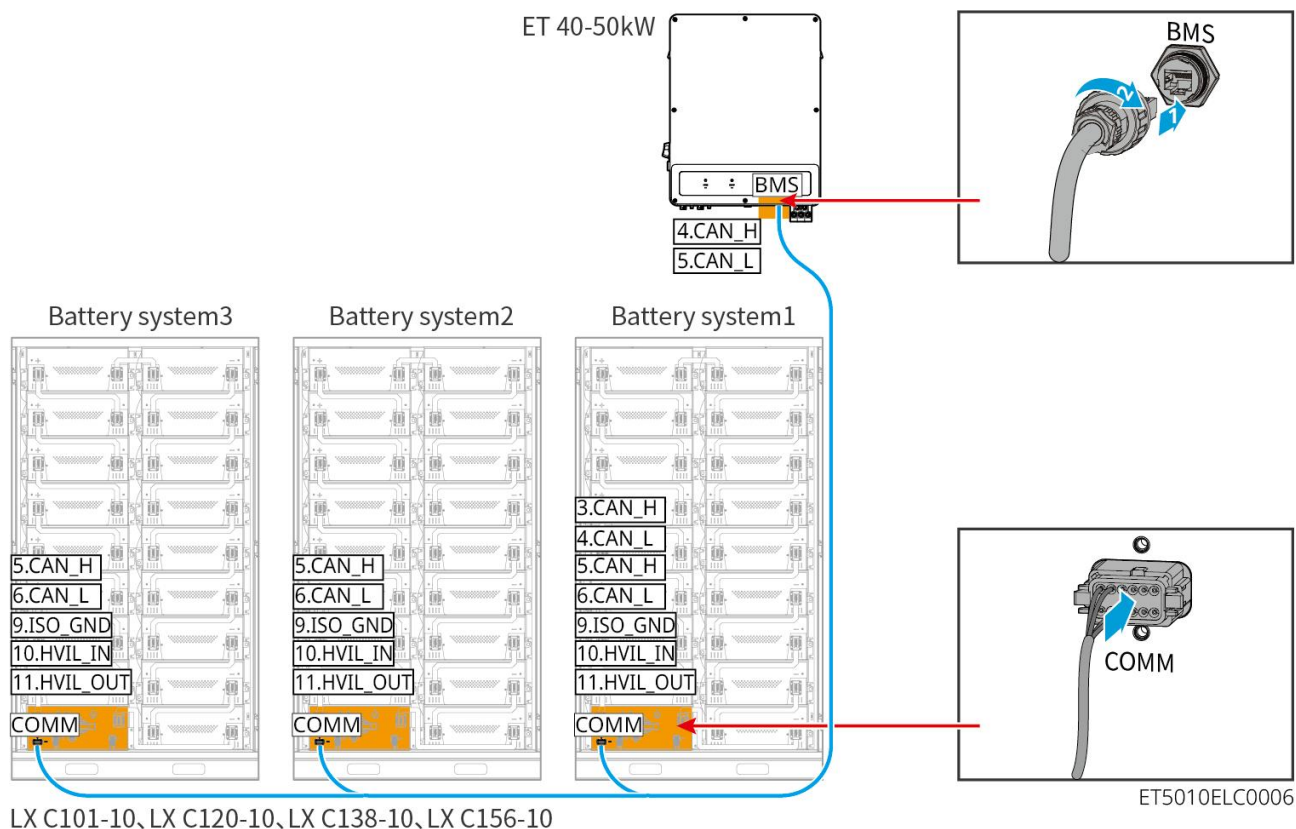 ET 40-50kW
BMS
2
1
BMS
4.CAN_H
5.CAN_L
Battery system3
Battery system2
Battery system1
3.CAN_H
4.CAN_L
5.CAN_H
6.CAN_L
9.ISO_GND
10.HVIL_IN
11.HVIL_OUT
COMM
5.CAN_H
6.CAN_L
9.ISO_GND
10.HVIL_IN
11.HVIL_OUT
COMM
5.CAN_H
6.CAN_L
9.ISO_GND
10.HVIL_IN
11.HVIL_OUT
COMM
COMM
ET5010ELC0006
LX C101-10、LX C120-10、LX C138-10、LX C156-10